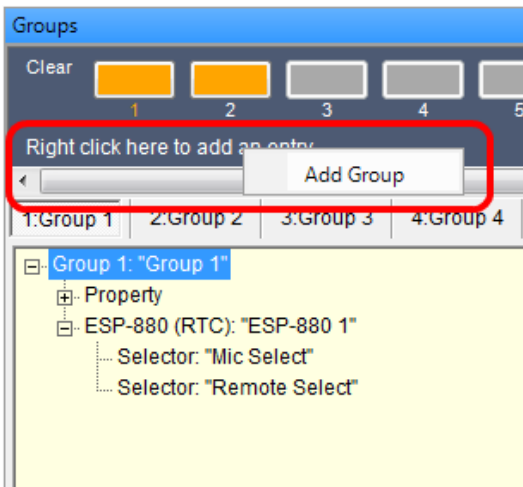 Groups
Clear
1 2 3 4 5
Right click here to add an entry
Add Group
1:Group 1 2:Group 2 3:Group 3 4:Group 4
Group 1: "Group 1"
Property
ESP-880 (RTC): "ESP-880 1"
Selector: "Mic Select"
Selector: "Remote Select"